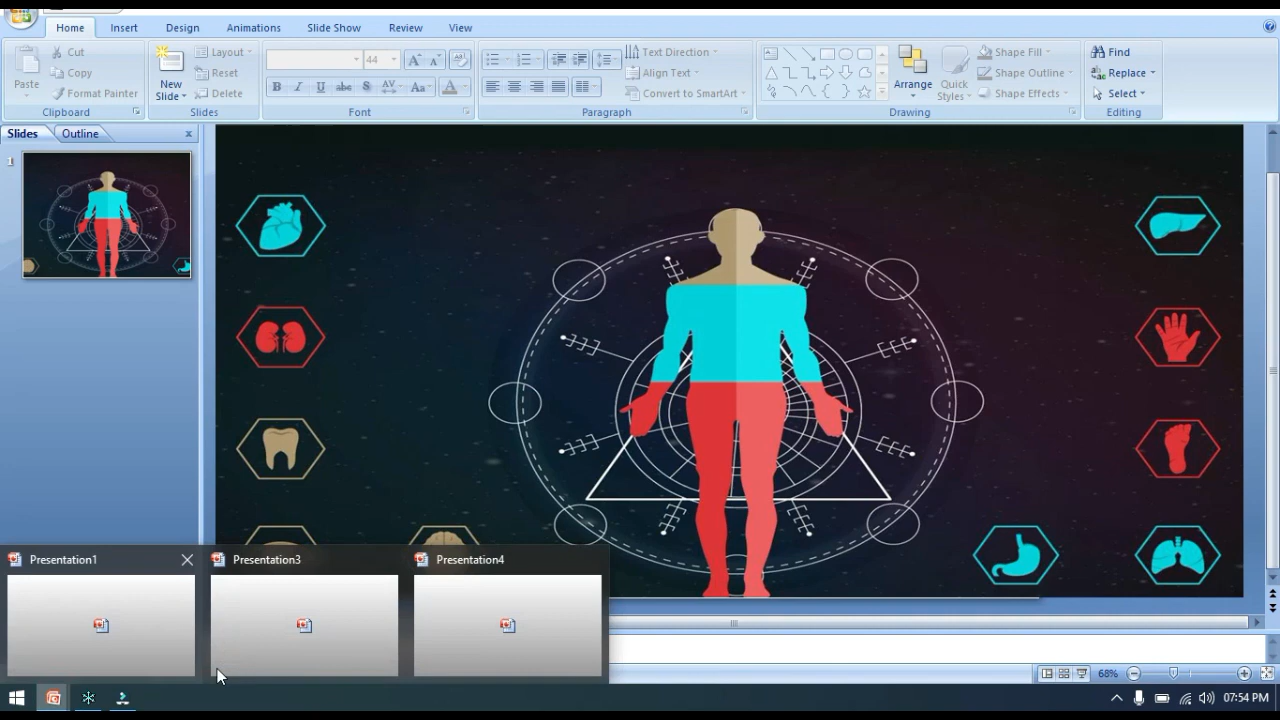 Home Insert Design Animations Slide Show Review View
Cut Layout 44 Text Direction Shape Fill Find
Copy Reset Align Text Shape Outline Replace
Paste Format Painter New Slide Delete B I U abc S AV Aa A Convert to SmartArt Arrange Quick Styles Shape Effects Select
Clipboard Slides Font Paragraph Drawing Editing
Slides Outline
1
Presentation1 Presentation3 Presentation4
68%
07:54 PM